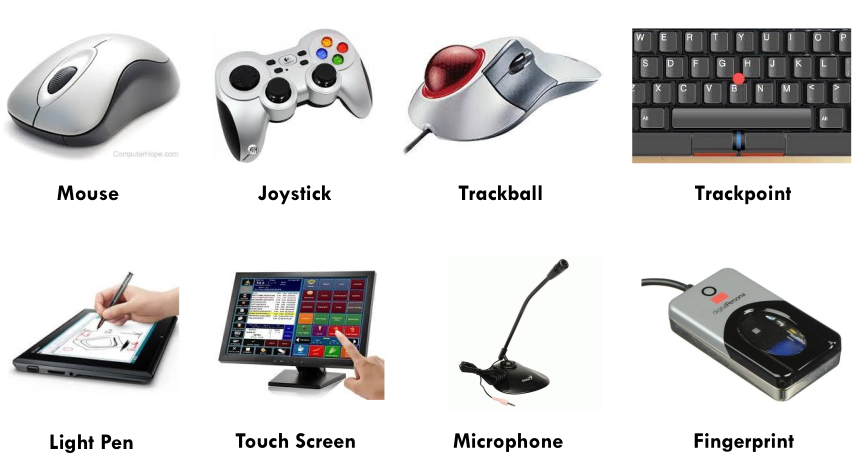 W E R T Y U I O P
S D F G H J K L
Z X C V B N M < >
Alt Alt
ComputerHope.com
Mouse Joystick Trackball Trackpoint
digitalPersona
Light Pen Touch Screen Microphone Fingerprint